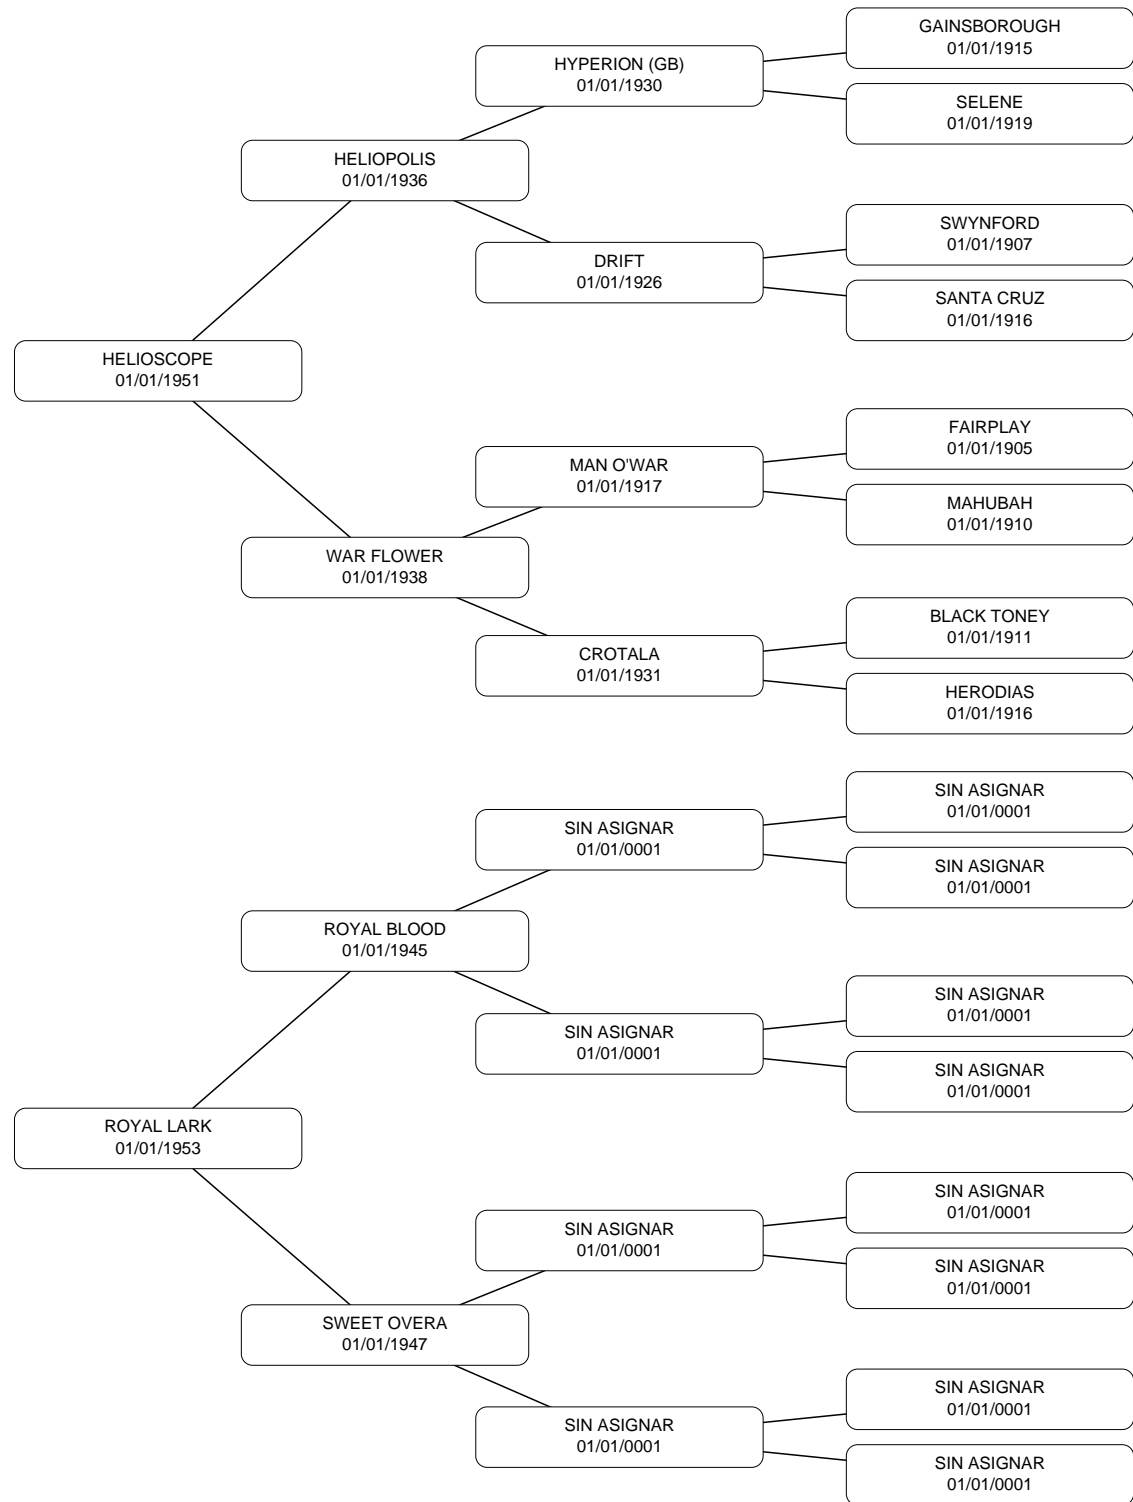 GAINSBOROUGH
01/01/1915
HYPERION (GB)
01/01/1930
SELENE
01/01/1919
HELIOPOLIS
01/01/1936
SWYNFORD
01/01/1907
DRIFT
01/01/1926
SANTA CRUZ
01/01/1916
HELIOSCOPE
01/01/1951
FAIRPLAY
01/01/1905
MAN O'WAR
01/01/1917
MAHUBAH
01/01/1910
WAR FLOWER
01/01/1938
BLACK TONEY
01/01/1911
CROTALA
01/01/1931
HERODIAS
01/01/1916
SIN ASIGNAR
01/01/0001
SIN ASIGNAR
01/01/0001
SIN ASIGNAR
01/01/0001
ROYAL BLOOD
01/01/1945
SIN ASIGNAR
01/01/0001
SIN ASIGNAR
01/01/0001
SIN ASIGNAR
01/01/0001
ROYAL LARK
01/01/1953
SIN ASIGNAR
01/01/0001
SIN ASIGNAR
01/01/0001
SIN ASIGNAR
01/01/0001
SWEET OVERA
01/01/1947
SIN ASIGNAR
01/01/0001
SIN ASIGNAR
01/01/0001
SIN ASIGNAR
01/01/0001